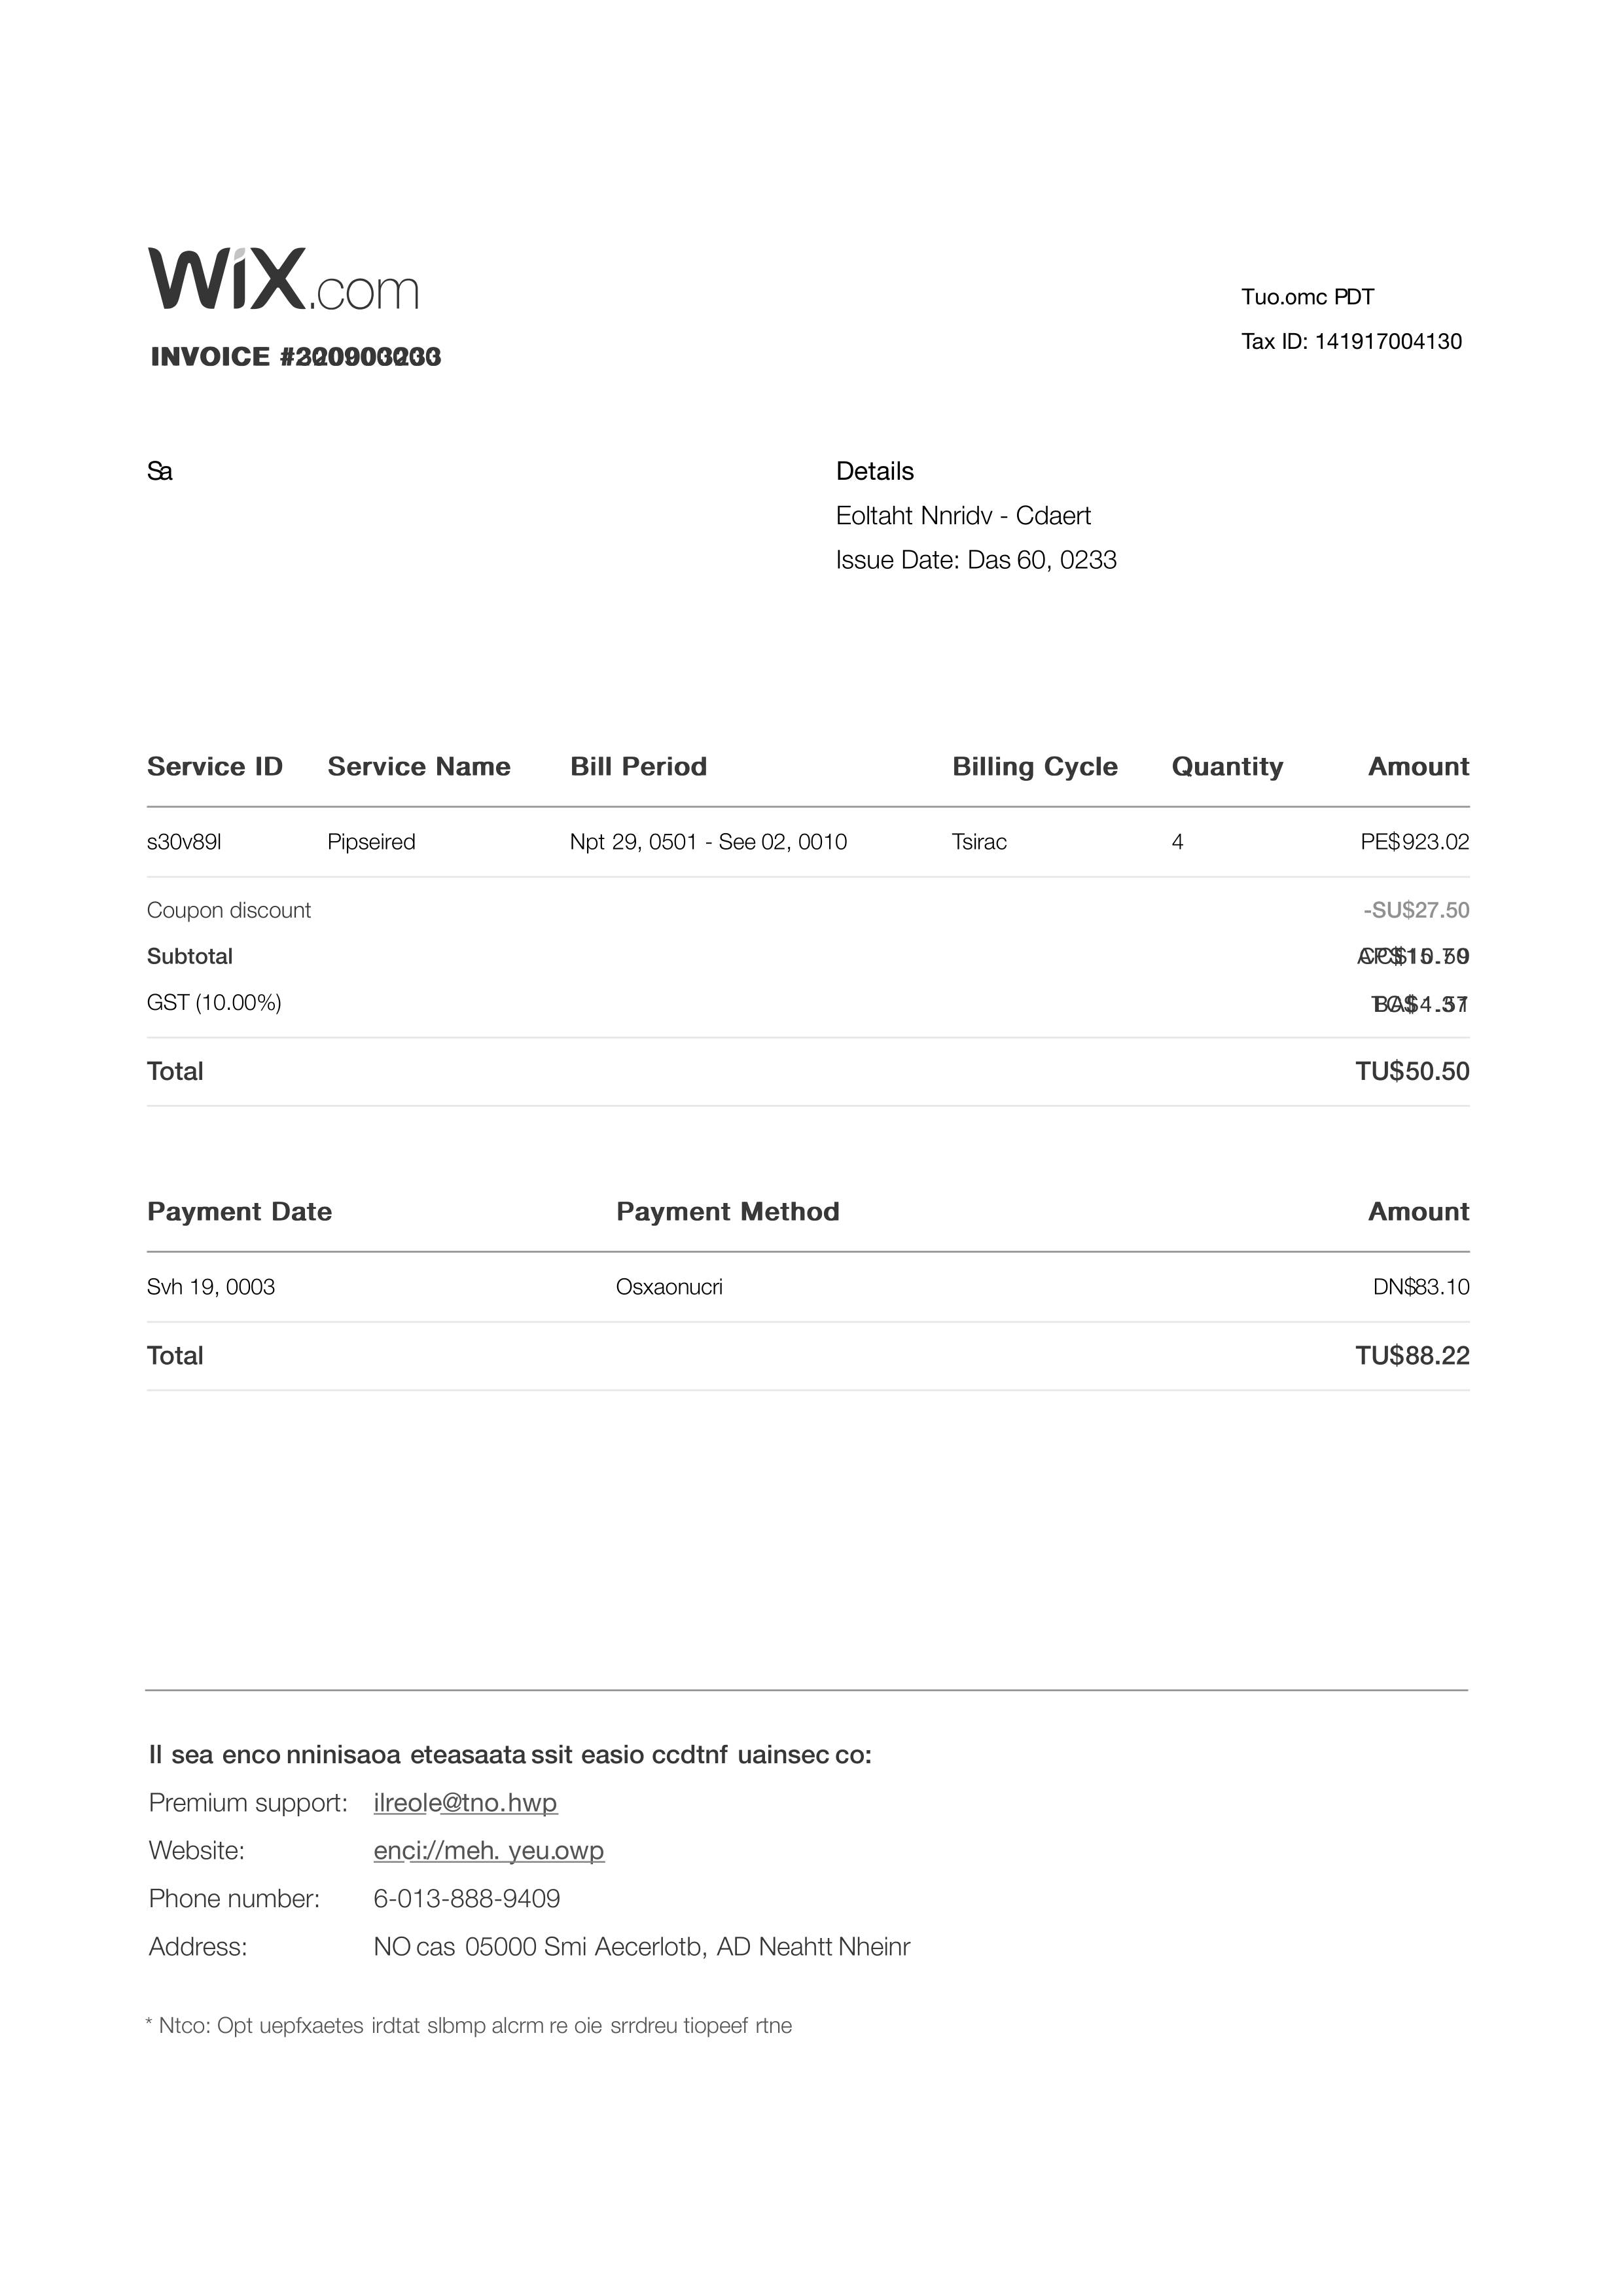 WiX.com
Tuo.omc PDT
INVOICE
Tax ID: 141917004130
Sa
Details
Eoltaht Nnridv - Cdaert
Issue Date: Das 60, 0233
Service ID Service Name Bill Period Billing Cycle Quantity Amount
s30v89l Pipseired Npt 29, 0501 - See 02, 0010 Tsirac 4 PE$923.02
Coupon discount -SU$27.50
Subtotal
GST (10.00%)
Total TU$50.50
Payment Date Payment Method Amount
Svh 19, 0003 Osxaonucri DN$83.10
Total TU$88.22
Il sea enco nninisaoa eteasaata ssit easio ccdtnf uainsec co:
Premium support: ilreole@tno.hwp
Website: enci://meh. yeu.owp
Phone number: 6-013-888-9409
Address: NO cas 05000 Smi Aecerlotb, AD Neahtt Nheinr
* Ntco: Opt uepfxaetes irdtat slbmp alcrm re oie srrdreu tiopeef rtne